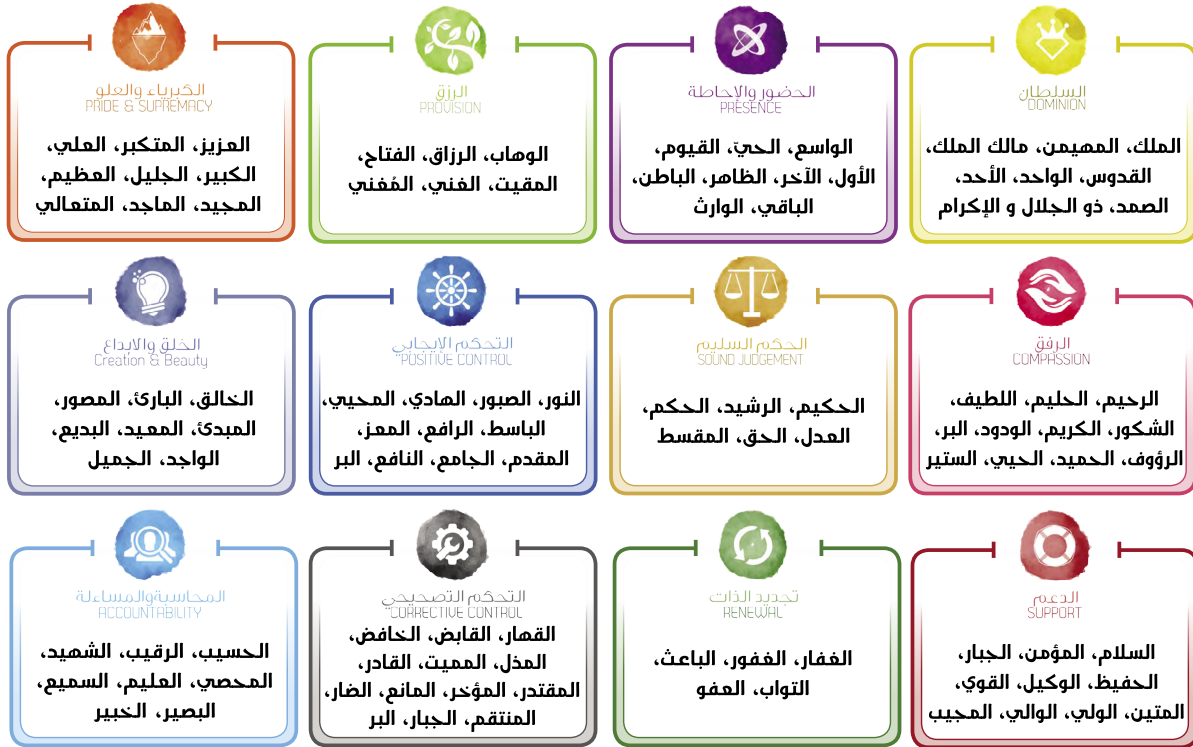 السلطان
DOMINION
الملك، المهيمن، مالك الملك،
القدوس، الواحد، الأحد،
الصمد، ذو الجلال و الإكرام
الحضور والإحاطة
PRESENCE
الواسع، الحيّ، القيوم،
الأول، الآخر، الظاهر، الباطن،
الباقي، الوارث
الرزق
PROVISION
الوهاب، الرزاق، الفتاح،
المقيت، الغني، المُغني
الكبرياء والعلو
PRIDE & SUPREMACY
العزيز، المتكبر، العلي،
الكبير، الجليل، العظيم،
المجيد، الماجد، المتعالي
الرفق
COMPASSION
الرحيم، الحليم، اللطيف،
الشكور، الكريم، الودود، البر،
الرؤوف، الحميد، الحيي، الستير
الحكم السليم
SOUND JUDGEMENT
الحكيم، الرشيد، الحكم،
العدل، الحق، المقسط
التحكم الإيجابي
POSITIVE CONTROL
النور، الصبور، الهادي، المحيي،
الباسط، الرافع، المعز،
المقدم، الجامع، النافع، البر
الخلق والابداع
Creation & Beauty
الخالق، البارئ، المصور،
المبدئ، المعيد، البديع،
الواجد، الجميل
الدعم
SUPPORT
السلام، المؤمن، الجبار،
الحفيظ، الوكيل، القوي،
المتين، الولي، الوالي، المجيب
تجديد الذات
RENEWAL
الغفار، الغفور، الباعث،
التواب، العفو
التحكم التصحيحي
CORRECTIVE CONTROL
القهار، القابض، الخافض،
المذل، المميت، القادر،
المقتدر، المؤخر، المانع، الضار،
المنتقم، الجبار، البر
المحاسبة والمساءلة
ACCOUNTABILITY
الحسيب، الرقيب، الشهيد،
المحصي، العليم، السميع،
البصير، الخبير